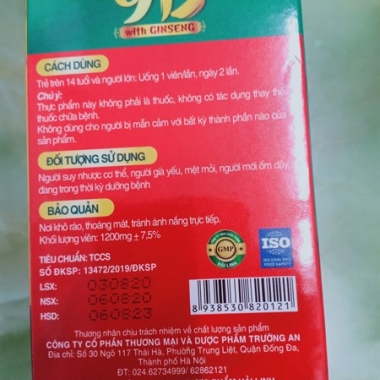 with GINSENG
CÁCH DÙNG
Trẻ trên 14 tuổi và người lớn: Uống 1 viên/lần, ngày 2 lần.
Chú ý:
Thực phẩm này không phải là thuốc, không có tác dụng thay thế
thuốc chữa bệnh.
Không dùng cho người bị mẫn cảm với bất kỳ thành phần nào của
sản phẩm.
ĐỐI TƯỢNG SỬ DỤNG
Người suy nhược cơ thể, người già yếu, mệt mỏi, người mới ốm dậy,
đang trong thời kỳ dưỡng bệnh
BẢO QUẢN
Nơi khô ráo, thoáng mát, tránh ánh nắng trực tiếp.
Khối lượng viên: 1200mg ± 7,5%
TIÊU CHUẨN: TCCS
SỐ ĐKSP: 13472/2019/ĐKSP
LSX: 030820
NSX: 060820
HSD: 060823
GMP
ISO
8 938530 820121
Thương nhân chịu trách nhiệm về chất lượng sản phẩm
CÔNG TY CỔ PHẦN THƯƠNG MẠI VÀ DƯỢC PHẨM TRƯỜNG AN
Địa chỉ: Số 30 Ngõ 117 Thái Hà, Phường Trung Liệt, Quận Đống Đa,
Thành phố Hà Nội
ĐT: 024.62734999/ 62862121